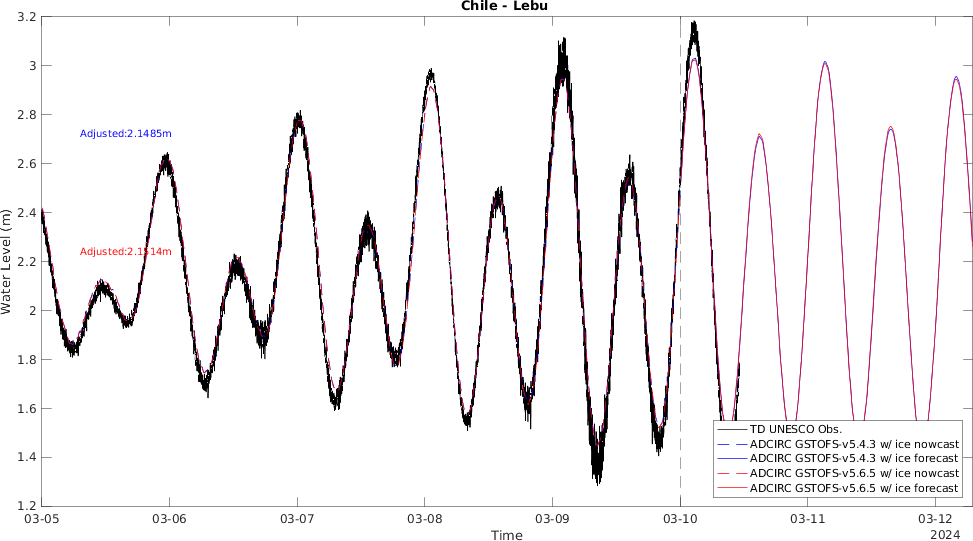 Chile - Lebu
3.2
3
2.8
2.6
2.4
2.2
2
1.8
1.6
1.4
1.2
Water Level (m)
Adjusted:2.1485m
Adjusted:2.1514m
TD UNESCO Obs.
ADCIRC GSTOFS-v5.4.3 w/ ice nowcast
ADCIRC GSTOFS-v5.4.3 w/ ice forecast
ADCIRC GSTOFS-v5.6.5 w/ ice nowcast
ADCIRC GSTOFS-v5.6.5 w/ ice forecast
03-05 03-06 03-07 03-08 03-09 03-10 03-11 03-12
Time
2024